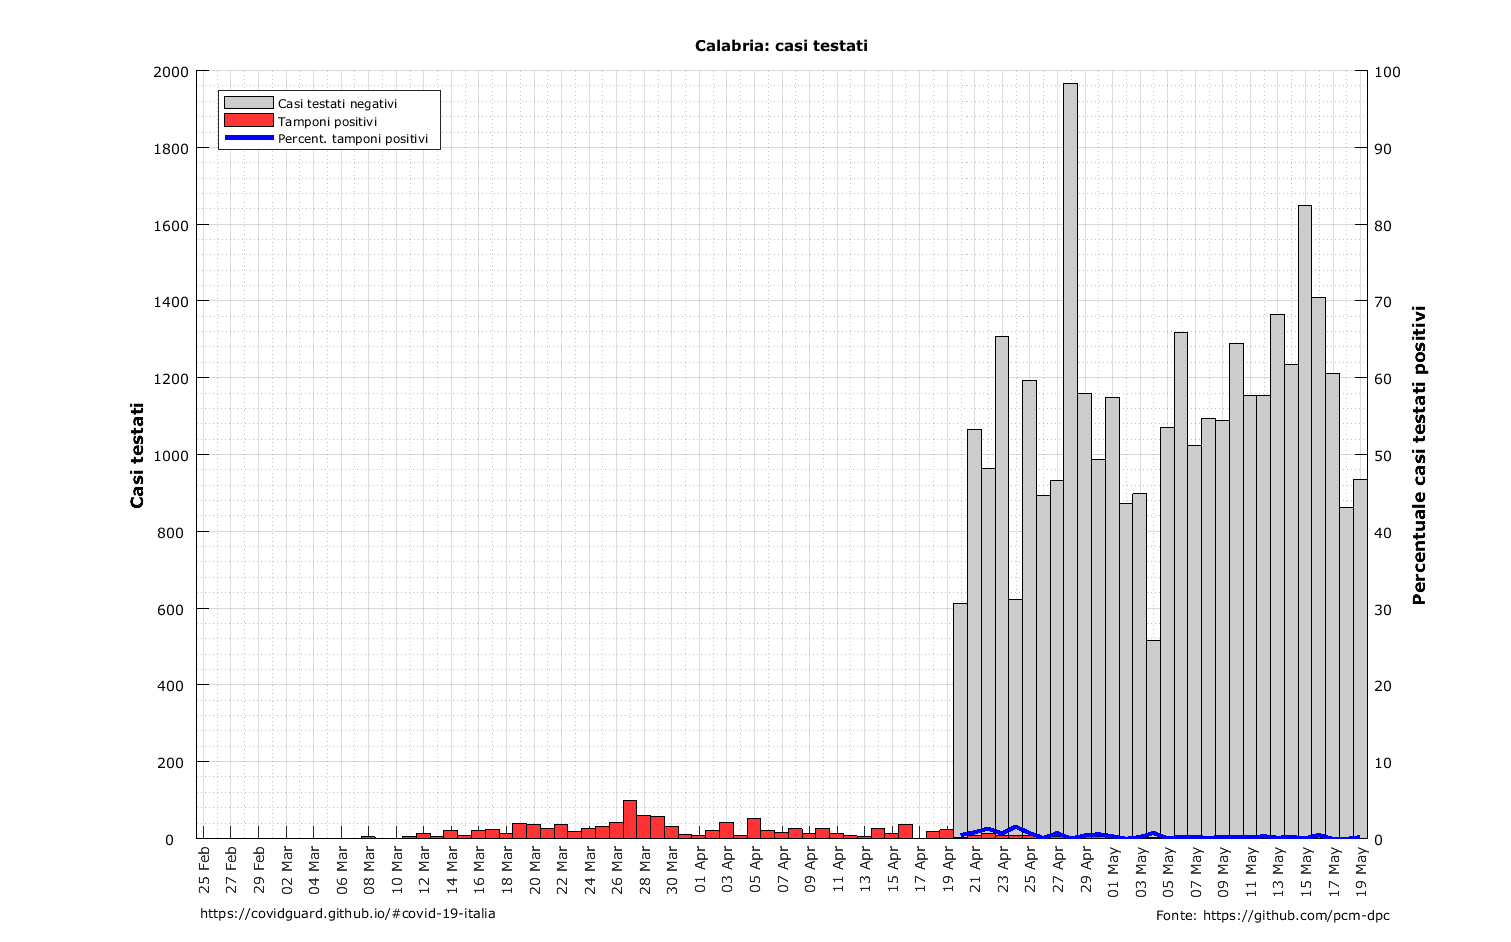 Calabria: casi testati
Casi testati negativi
Tamponi positivi
Percent. tamponi positivi
Casi testati
2000
1800
1600
1400
1200
1000
800
600
400
200
0
100
90
80
70
60
50
40
30
20
10
0
Percentuale casi testati positivi
25 Feb
27 Feb
29 Feb
02 Mar
04 Mar
06 Mar
08 Mar
10 Mar
12 Mar
14 Mar
16 Mar
18 Mar
20 Mar
22 Mar
24 Mar
26 Mar
28 Mar
30 Mar
01 Apr
03 Apr
05 Apr
07 Apr
09 Apr
11 Apr
13 Apr
15 Apr
17 Apr
19 Apr
21 Apr
23 Apr
25 Apr
27 Apr
29 Apr
01 May
03 May
05 May
07 May
09 May
11 May
13 May
15 May
17 May
19 May
https://covidguard.github.io/#covid-19-italia
Fonte: https://github.com/pcm-dpc